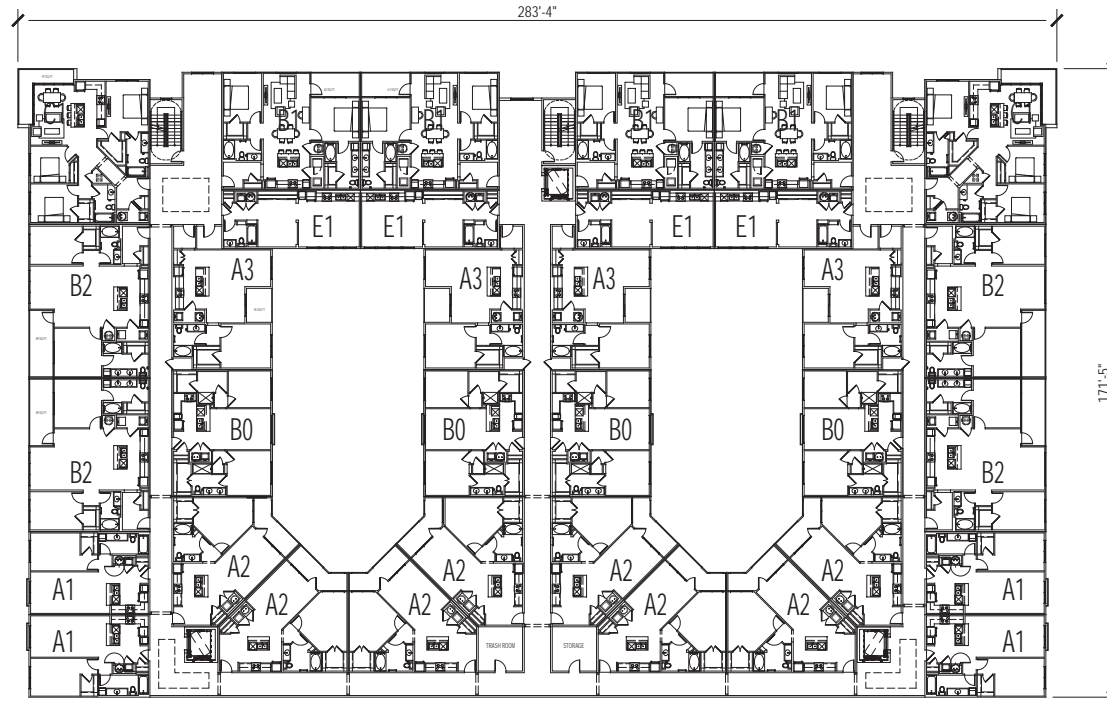 283'-4"
171'-5"
E1
E1
E1
E1
A3
A3
A3
A3
B2
B2
B0
B0
B0
B0
B2
B2
A2
A2
A2
A2
A1
A1
A2
A2
A2
A2
A1
A1
TRASH ROOM
STORAGE